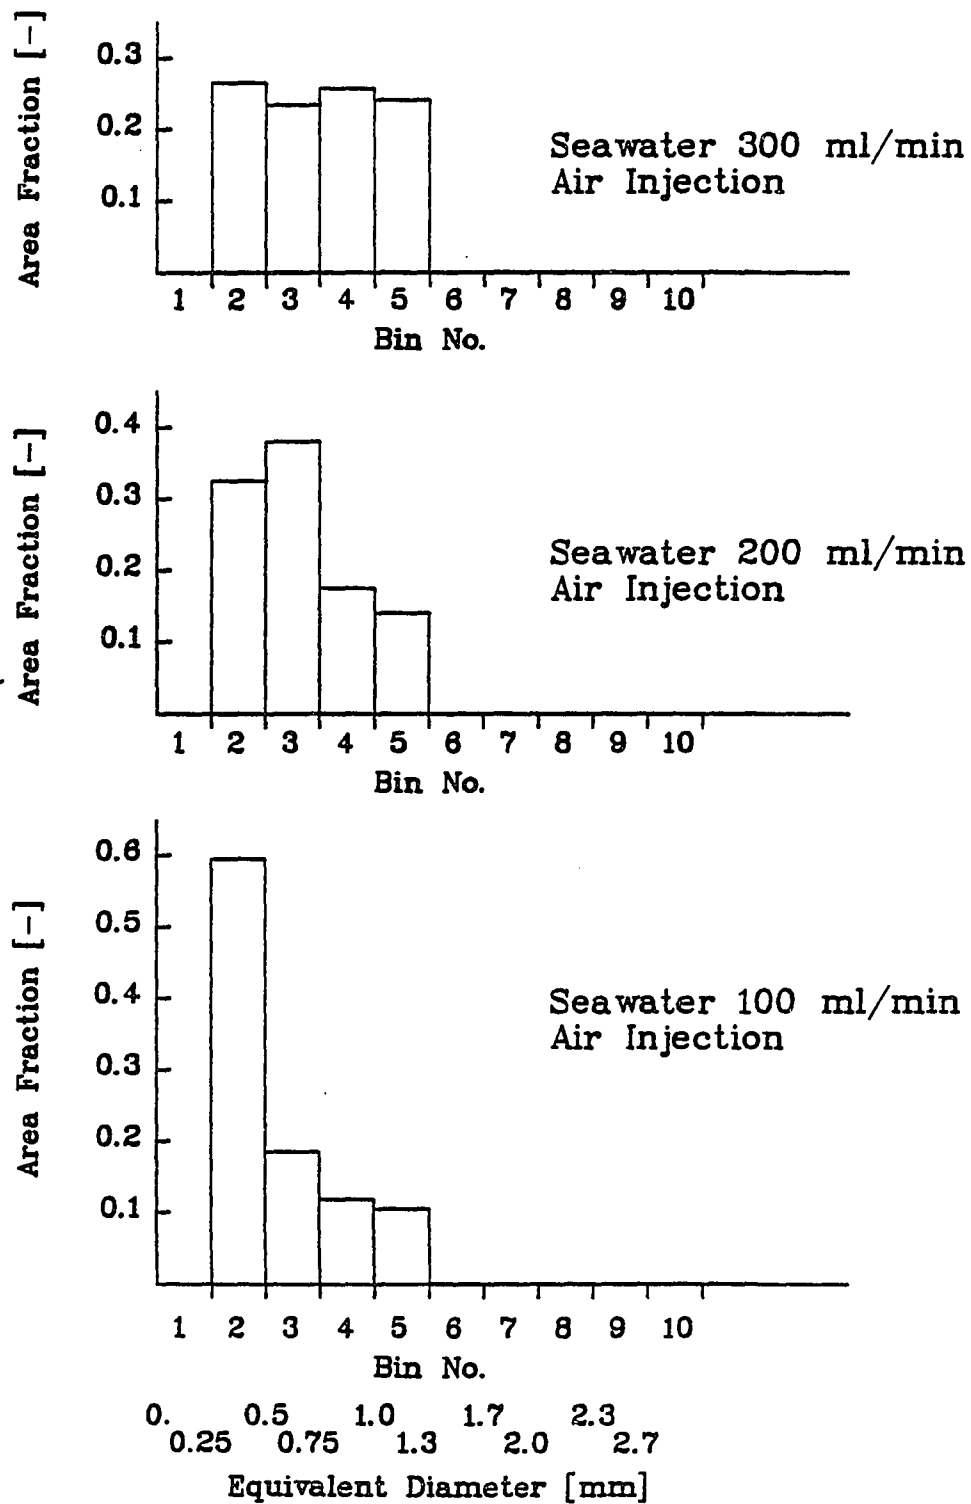 Area Fraction [-]
0.3
0.2
0.1
Seawater 300 ml/min
Air Injection
1 2 3 4 5 6 7 8 9 10
Bin No.
Area Fraction [-]
0.4
0.3
0.2
0.1
Seawater 200 ml/min
Air Injection
1 2 3 4 5 6 7 8 9 10
Bin No.
Area Fraction [-]
0.6
0.5
0.4
0.3
0.2
0.1
Seawater 100 ml/min
Air Injection
1 2 3 4 5 6 7 8 9 10
Bin No.
0. 0.5 1.0 1.7 2.3
0.25 0.75 1.3 2.0 2.7
Equivalent Diameter [mm]